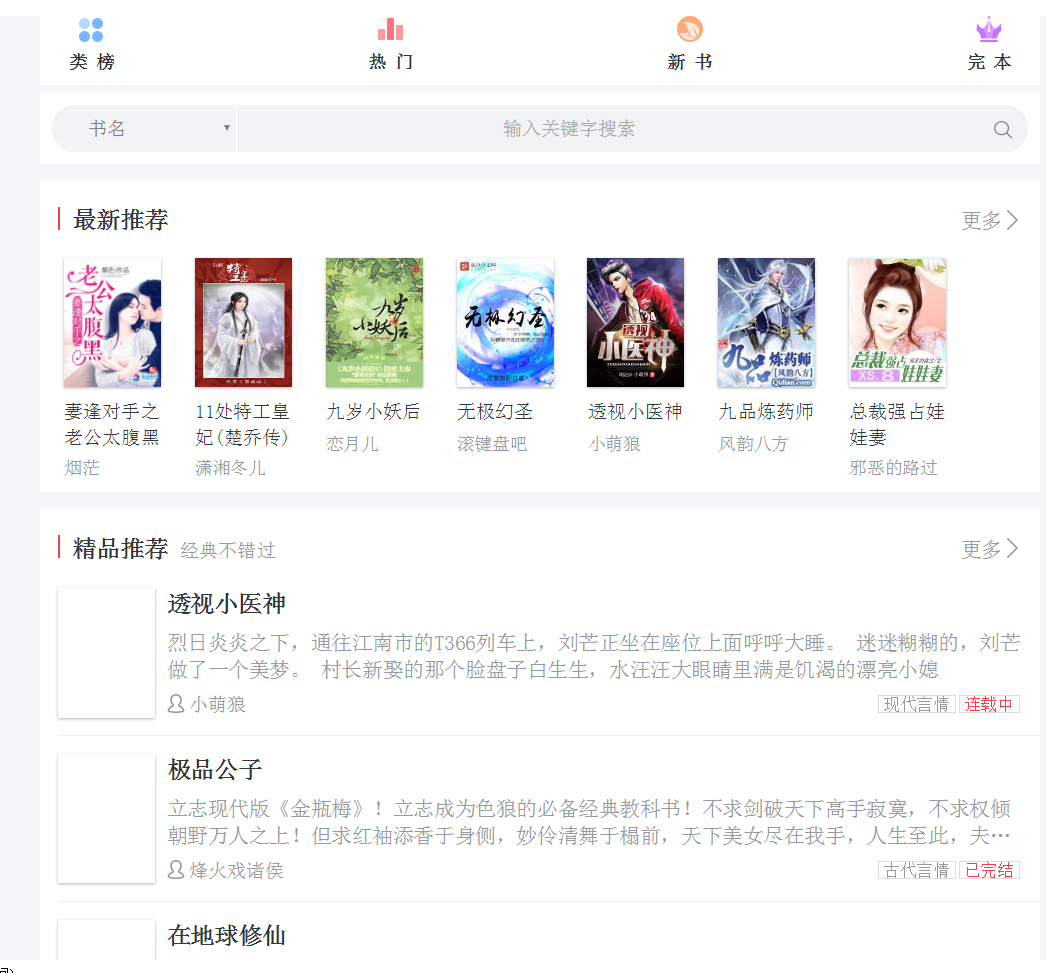 类 榜
热 门
新 书
完 本
书名
输入关键字搜索
最新推荐
更多
老公太腹黑
妻逢对手之
九岁
小妖后
无极幻圣
透视
小医神
九品炼药师
【风韵八方】
Qidian.com
总裁强占
娃娃妻
妻逢对手之
老公太腹黑
烟茫
11处特工皇
妃(楚乔传)
潇湘冬儿
九岁小妖后
恋月儿
无极幻圣
滚键盘吧
透视小医神
小萌狼
九品炼药师
风韵八方
总裁强占娃
娃妻
邪恶的路过
精品推荐 经典不错过
更多
透视小医神
烈日炎炎之下，通往江南市的T366列车上，刘芒正坐在座位上面呼呼大睡。 迷迷糊糊的，刘芒
做了一个美梦。 村长新娶的那个脸盘子白生生，水汪汪大眼睛里满是饥渴的漂亮小媳
小萌狼
现代言情 连载中
极品公子
立志现代版《金瓶梅》！立志成为色狼的必备经典教科书！不求剑破天下高手寂寞，不求权倾
朝野万人之上！但求红袖添香于身侧，妙伶清舞于榻前，天下美女尽在我手，人生至此，夫…
烽火戏诸侯
古代言情 已完结
在地球修仙